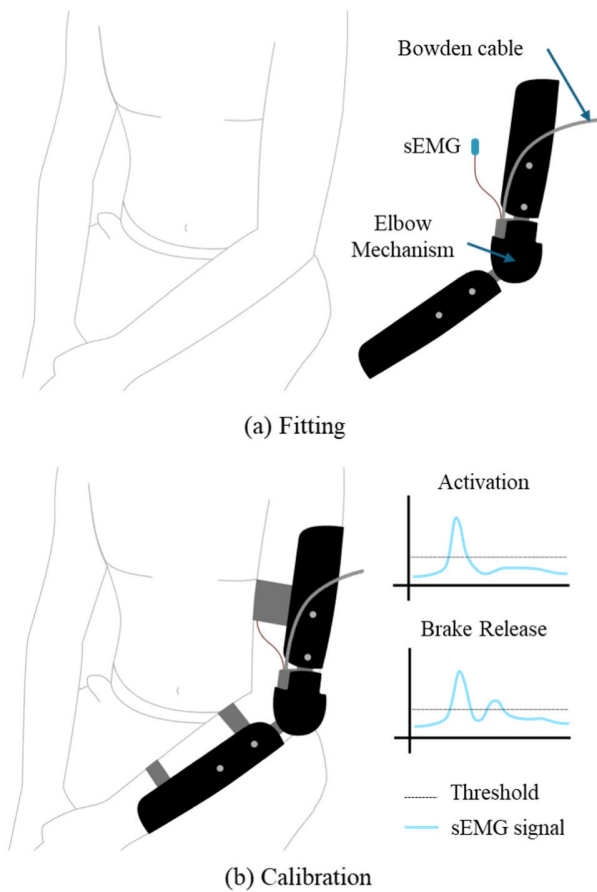 Bowden cable
sEMG
Elbow
Mechanism
(a) Fitting
Activation
Brake Release
Threshold
sEMG signal
(b) Calibration